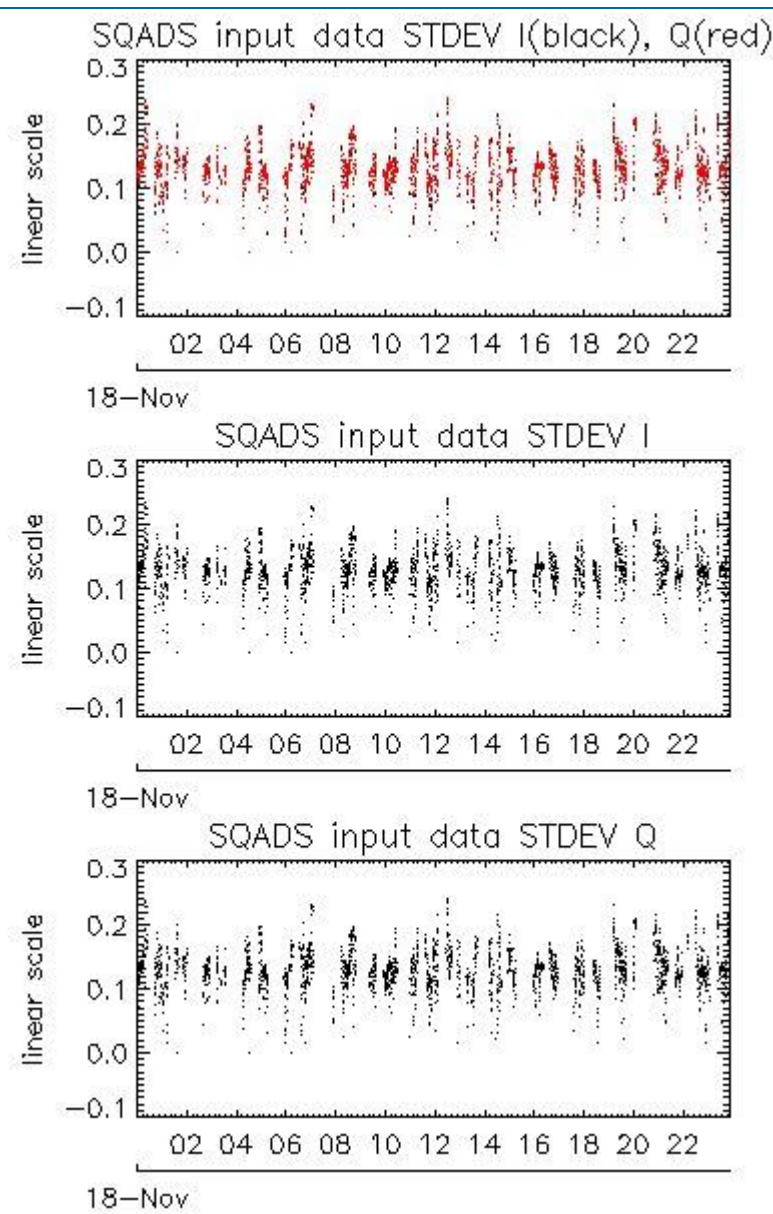 SQADS input data STDEV I(black), Q(red)
0.3
0.2
0.1
0.0
-0.1
linear scale
02 04 06 08 10 12 14 16 18 20 22
18-Nov
SQADS input data STDEV I
0.3
0.2
0.1
0.0
-0.1
linear scale
02 04 06 08 10 12 14 16 18 20 22
18-Nov
SQADS input data STDEV Q
0.3
0.2
0.1
0.0
-0.1
linear scale
02 04 06 08 10 12 14 16 18 20 22
18-Nov